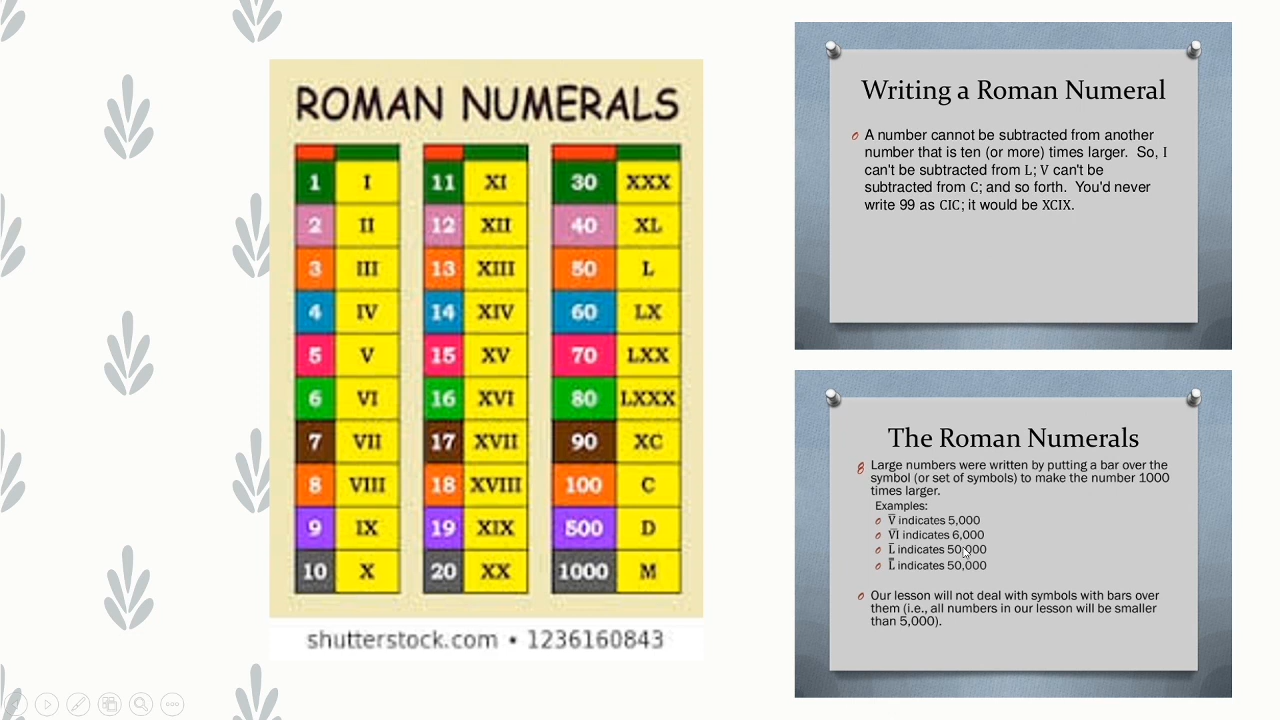 ROMAN NUMERALS
1 I 11 XI 30 XXX
2 II 12 XII 40 XL
3 III 13 XIII 50 L
4 IV 14 XIV 60 LX
5 V 15 XV 70 LXX
6 VI 16 XVI 80 LXXX
7 VII 17 XVII 90 XC
8 VIII 18 XVIII 100 C
9 IX 19 XIX 500 D
10 X 20 XX 1000 M
shutterstock.com • 1236160843
Writing a Roman Numeral
A number cannot be subtracted from another
number that is ten (or more) times larger. So, I
can't be subtracted from L; V can't be
subtracted from C; and so forth. You'd never
write 99 as CIC; it would be XCIX.
The Roman Numerals
Large numbers were written by putting a bar over the
symbol (or set of symbols) to make the number 1000
times larger.
Examples:
V̅ indicates 5,000
V̅I̅ indicates 6,000
L̅ indicates 50,000
L̅ indicates 50,000
Our lesson will not deal with symbols with bars over
them (i.e., all numbers in our lesson will be smaller
than 5,000).